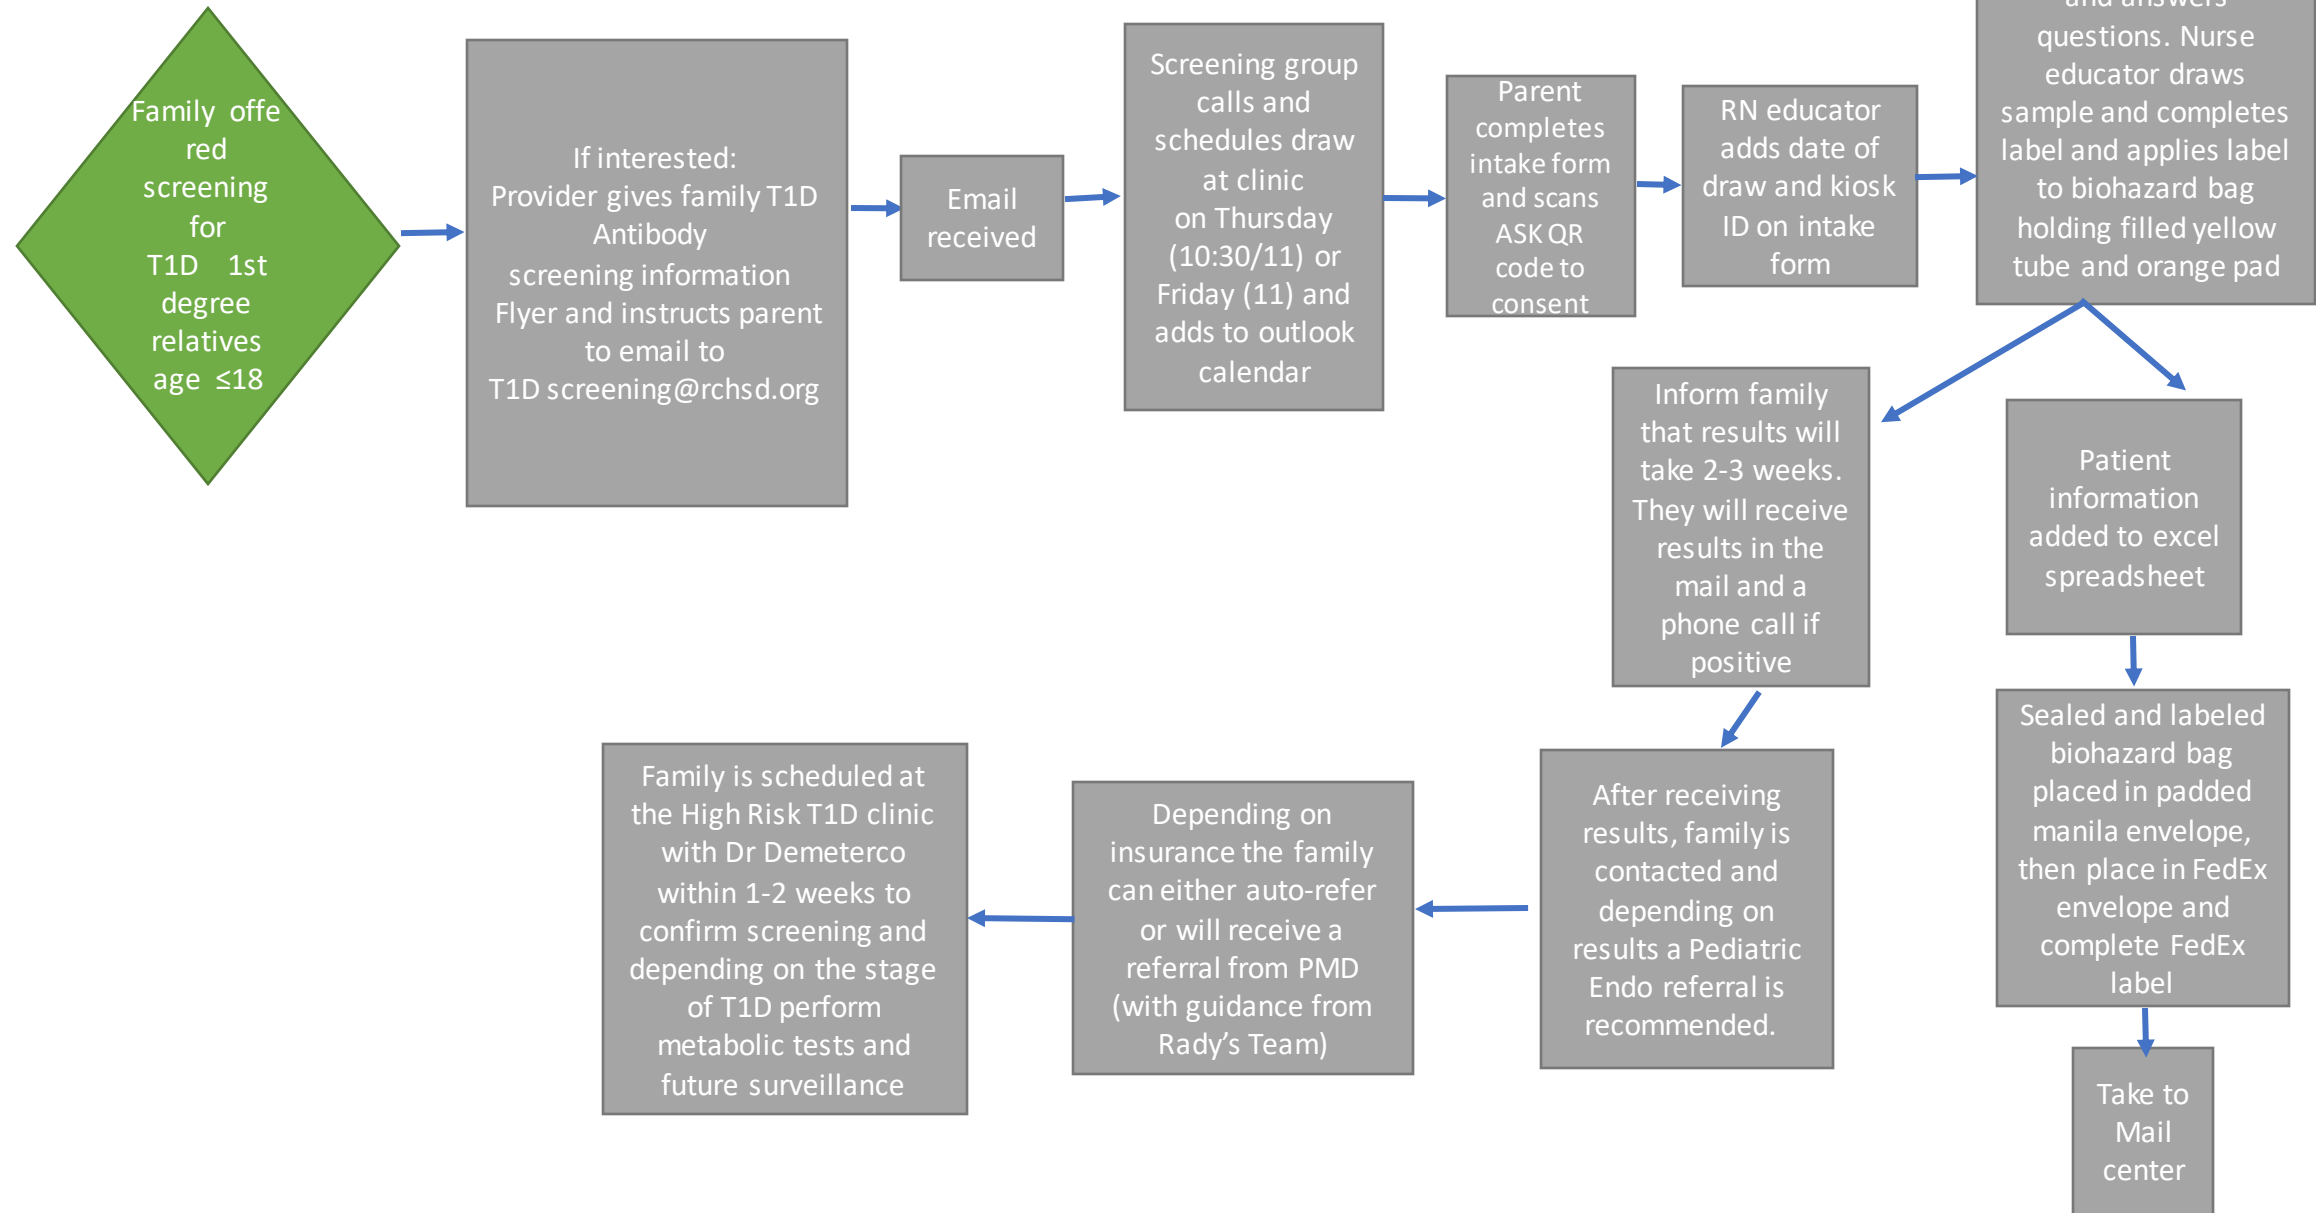 Family offe
red
screening
for
T1D 1st
degree
relatives
age ≤18
If interested:
Provider gives family T1D
Antibody
screening information
Flyer and instructs parent
to email to
T1D screening@rchsd.org
Email
received
Screening group
calls and
schedules draw
at clinic
on Thursday
(10:30/11) or
Friday (11) and
adds to outlook
calendar
Parent
completes
intake form
and scans
ASK QR
code to
consent
RN educator
adds date of
draw and kiosk
ID on intake
form
and answers
questions. Nurse
educator draws
sample and completes
label and applies label
to biohazard bag
holding filled yellow
tube and orange pad
Inform family
that results will
take 2-3 weeks.
They will receive
results in the
mail and a
phone call if
positive
Patient
information
added to excel
spreadsheet
Sealed and labeled
biohazard bag
placed in padded
manila envelope,
then place in FedEx
envelope and
complete FedEx
label
Take to
Mail
center
After receiving
results, family is
contacted and
depending on
results a Pediatric
Endo referral is
recommended.
Depending on
insurance the family
can either auto-refer
or will receive a
referral from PMD
(with guidance from
Rady’s Team)
Family is scheduled at
the High Risk T1D clinic
with Dr Demeterco
within 1-2 weeks to
confirm screening and
depending on the stage
of T1D perform
metabolic tests and
future surveillance